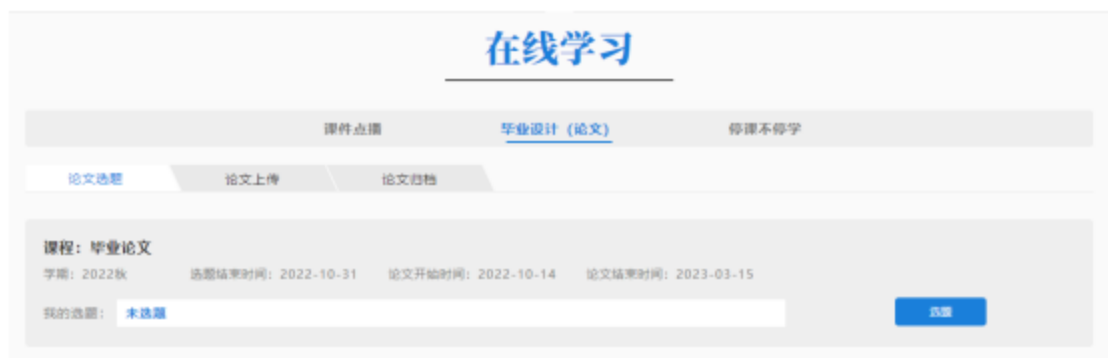 在线学习
课件点播 毕业设计（论文） 停课不停学
论文选题 论文上传 论文归档
课程：毕业论文
学期：2022秋 选题结束时间：2022-10-31 论文开始时间：2022-10-14 论文结束时间：2023-03-15
我的选题： 未选题 选题